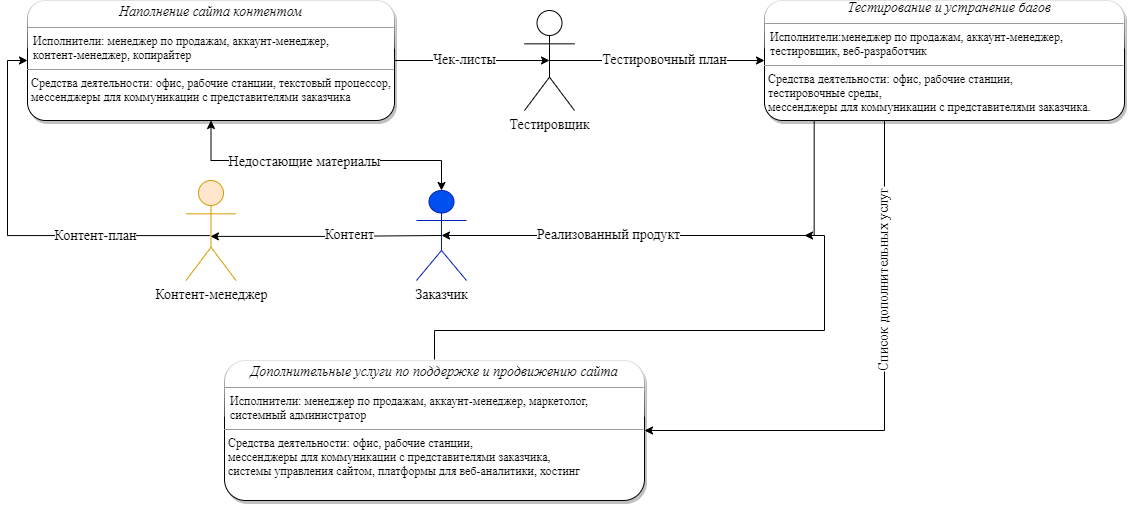 Наполнение сайта контентом
Исполнители: менеджер по продажам, аккаунт-менеджер,
контент-менеджер, копирайтер
Средства деятельности: офис, рабочие станции, текстовый процессор,
мессенджеры для коммуникации с представителями заказчика
Чек-листы
Тестировщик
Тестировочный план
Тестирование и устранение багов
Исполнители:менеджер по продажам, аккаунт-менеджер,
тестировщик, веб-разработчик
Средства деятельности: офис, рабочие станции,
тестировочные среды,
мессенджеры для коммуникации с представителями заказчика.
Недостающие материалы
Контент-план
Контент
Реализованный продукт
Контент-менеджер
Заказчик
Список дополнительных услуг
Дополнительные услуги по поддержке и продвижению сайта
Исполнители: менеджер по продажам, аккаунт-менеджер, маркетолог,
системный администратор
Средства деятельности: офис, рабочие станции,
мессенджеры для коммуникации с представителями заказчика,
системы управления сайтом, платформы для веб-аналитики, хостинг